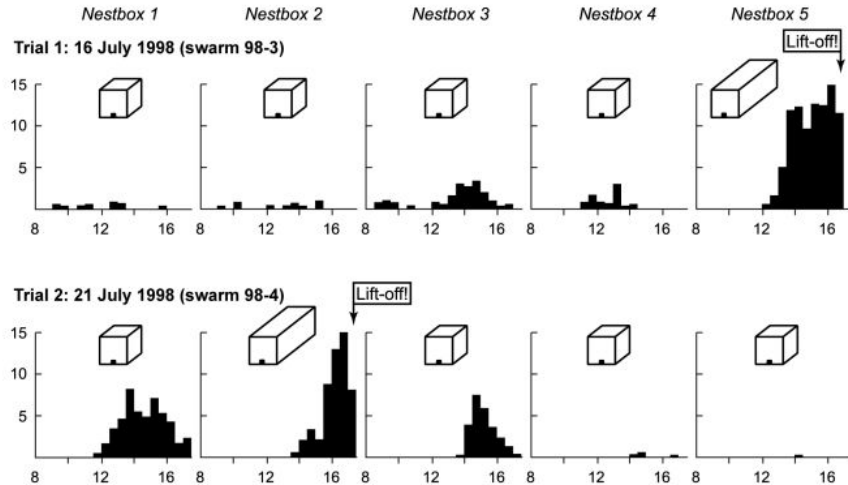 Nestbox 1 Nestbox 2 Nestbox 3 Nestbox 4 Nestbox 5
Trial 1: 16 July 1998 (swarm 98-3)
Lift-off!
15
10
5
8 12 16 8 12 16 8 12 16 8 12 16 8 12 16
Trial 2: 21 July 1998 (swarm 98-4)
Lift-off!
15
10
5
8 12 16 8 12 16 8 12 16 8 12 16 8 12 16